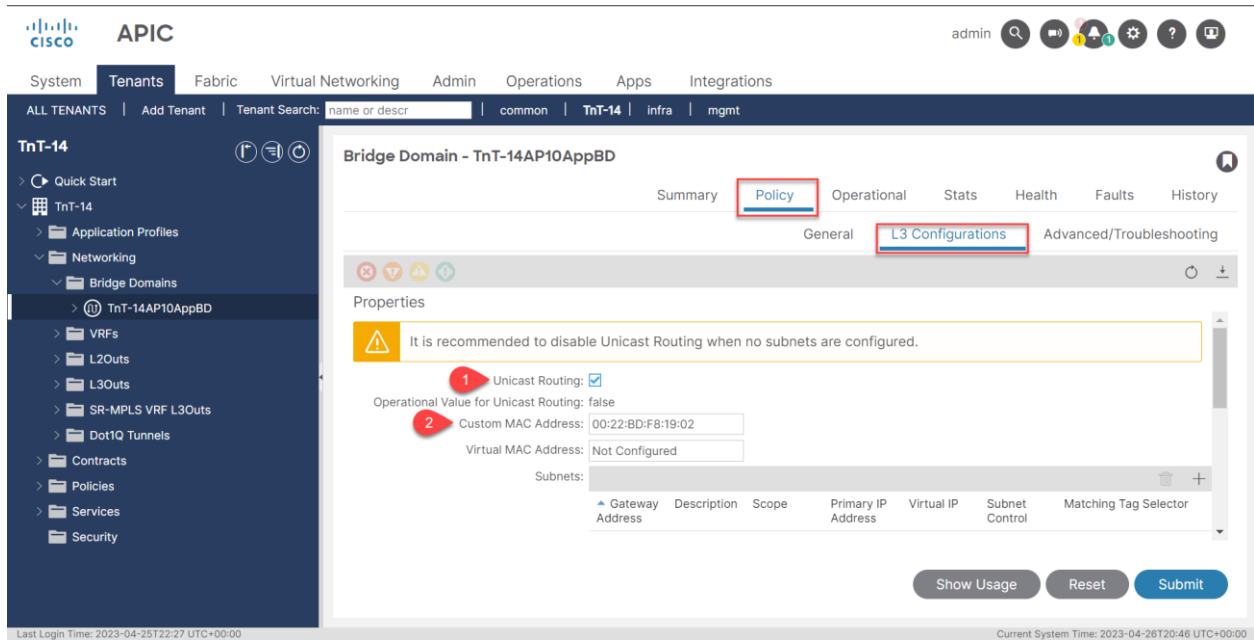 CISCO
APIC
admin
1
1
System Tenants Fabric Virtual Networking Admin Operations Apps Integrations
ALL TENANTS | Add Tenant | Tenant Search: name or descr | common | TnT-14 | infra | mgmt
TnT-14
Quick Start
TnT-14
Application Profiles
Networking
Bridge Domains
TnT-14AP10AppBD
VRFs
L2Outs
L3Outs
SR-MPLS VRF L3Outs
Dot1Q Tunnels
Contracts
Policies
Services
Security
Bridge Domain - TnT-14AP10AppBD
Summary Policy Operational Stats Health Faults History
General L3 Configurations Advanced/Troubleshooting
Properties
It is recommended to disable Unicast Routing when no subnets are configured.
1 Unicast Routing:
Operational Value for Unicast Routing: false
2 Custom MAC Address: 00:22:BD:F8:19:02
Virtual MAC Address: Not Configured
Subnets:
Gateway Description Scope Primary IP Virtual IP Subnet Matching Tag Selector
Address Address Control
Show Usage Reset Submit
Last Login Time: 2023-04-25T22:27 UTC+00:00 Current System Time: 2023-04-26T20:46 UTC+00:00